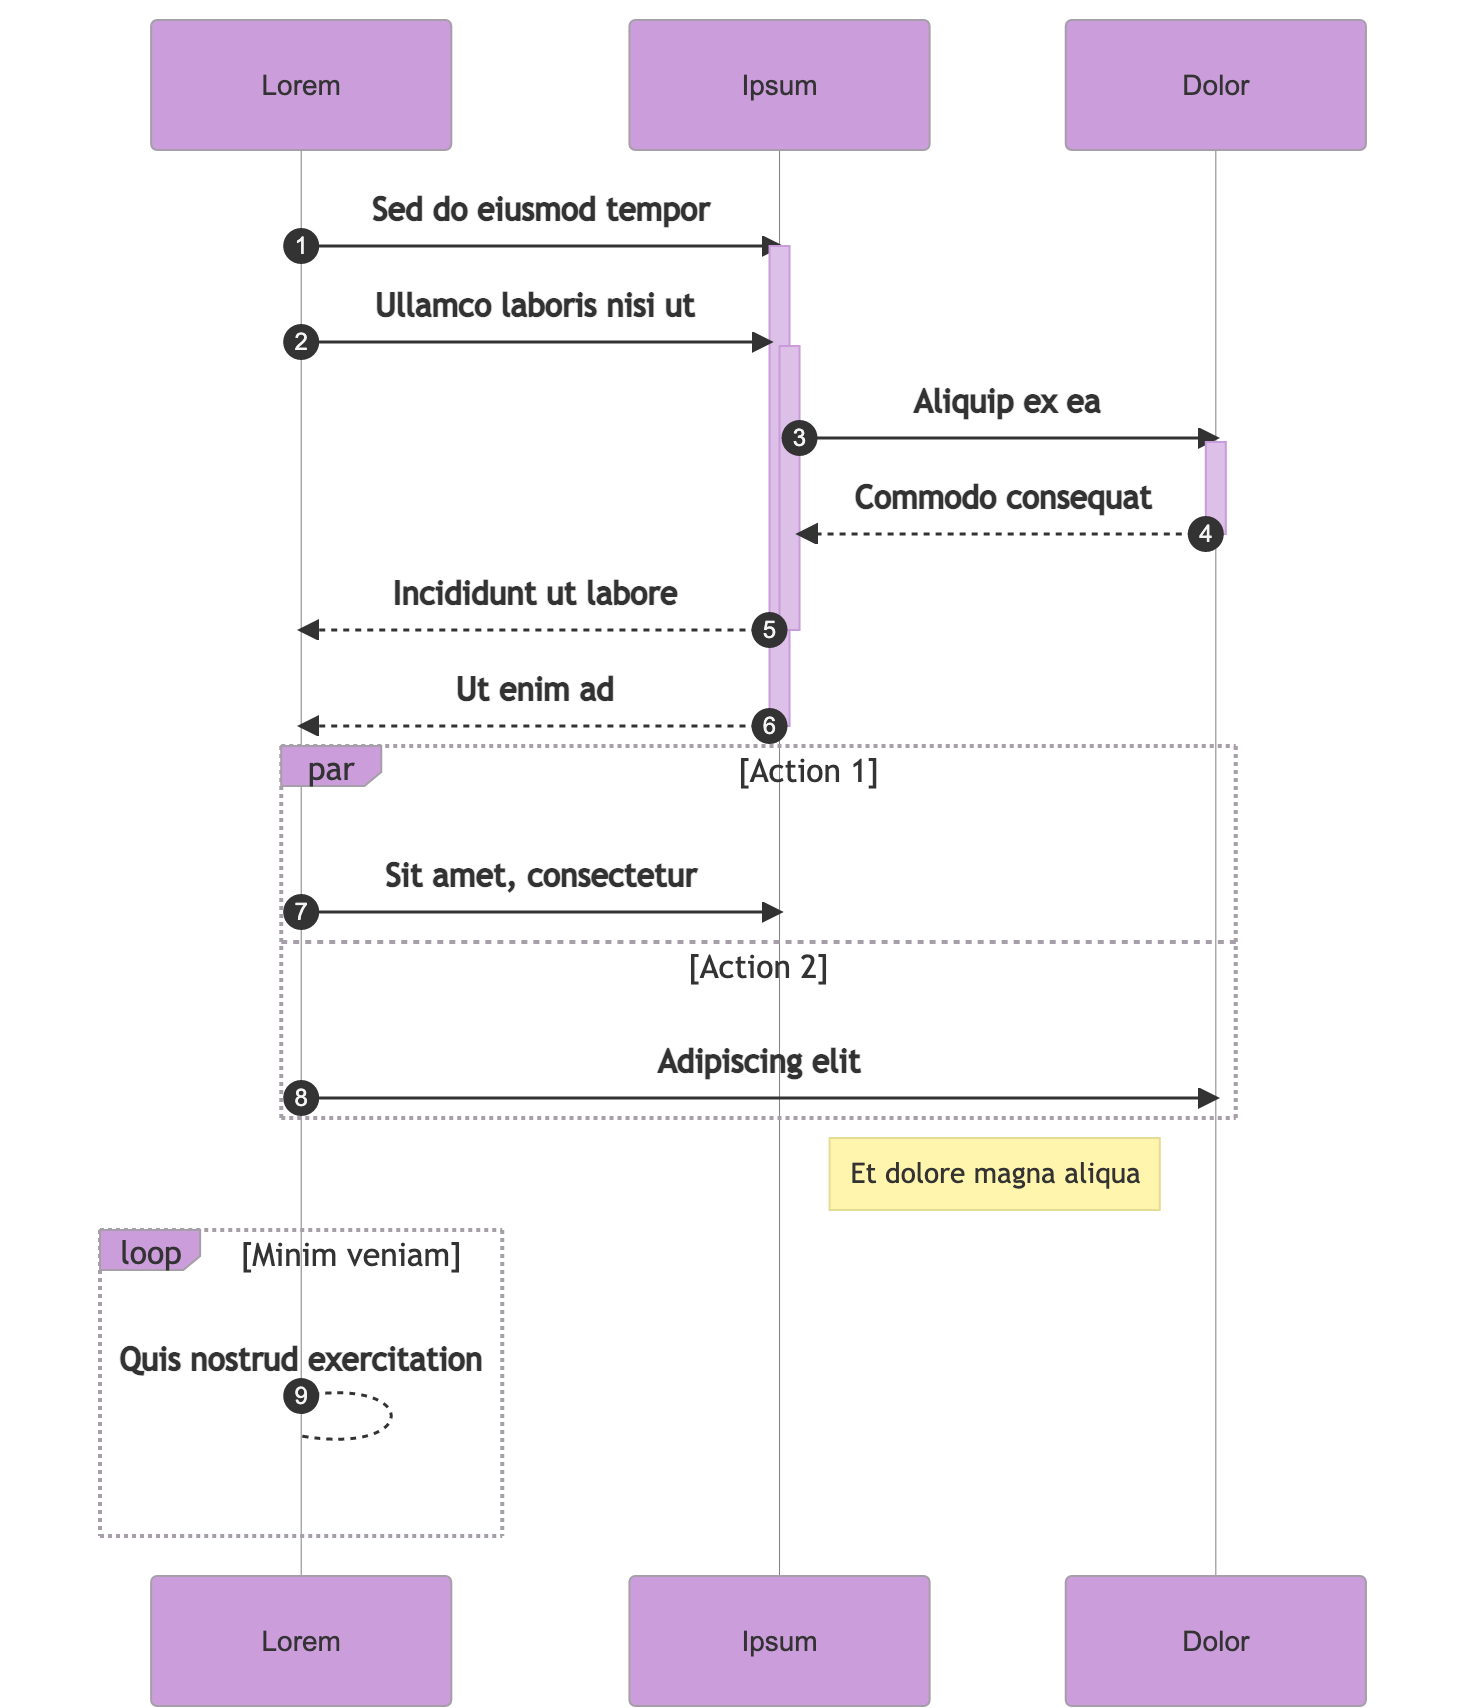 Lorem
Ipsum
Dolor
Sed do eiusmod tempor
1
Ullamco laboris nisi ut
2
Aliquip ex ea
3
Commodo consequat
4
Incididunt ut labore
5
Ut enim ad
6
par
[Action 1]
Sit amet, consectetur
7
[Action 2]
Adipiscing elit
8
Et dolore magna aliqua
loop
[Minim veniam]
Quis nostrud exercitation
9
Lorem
Ipsum
Dolor